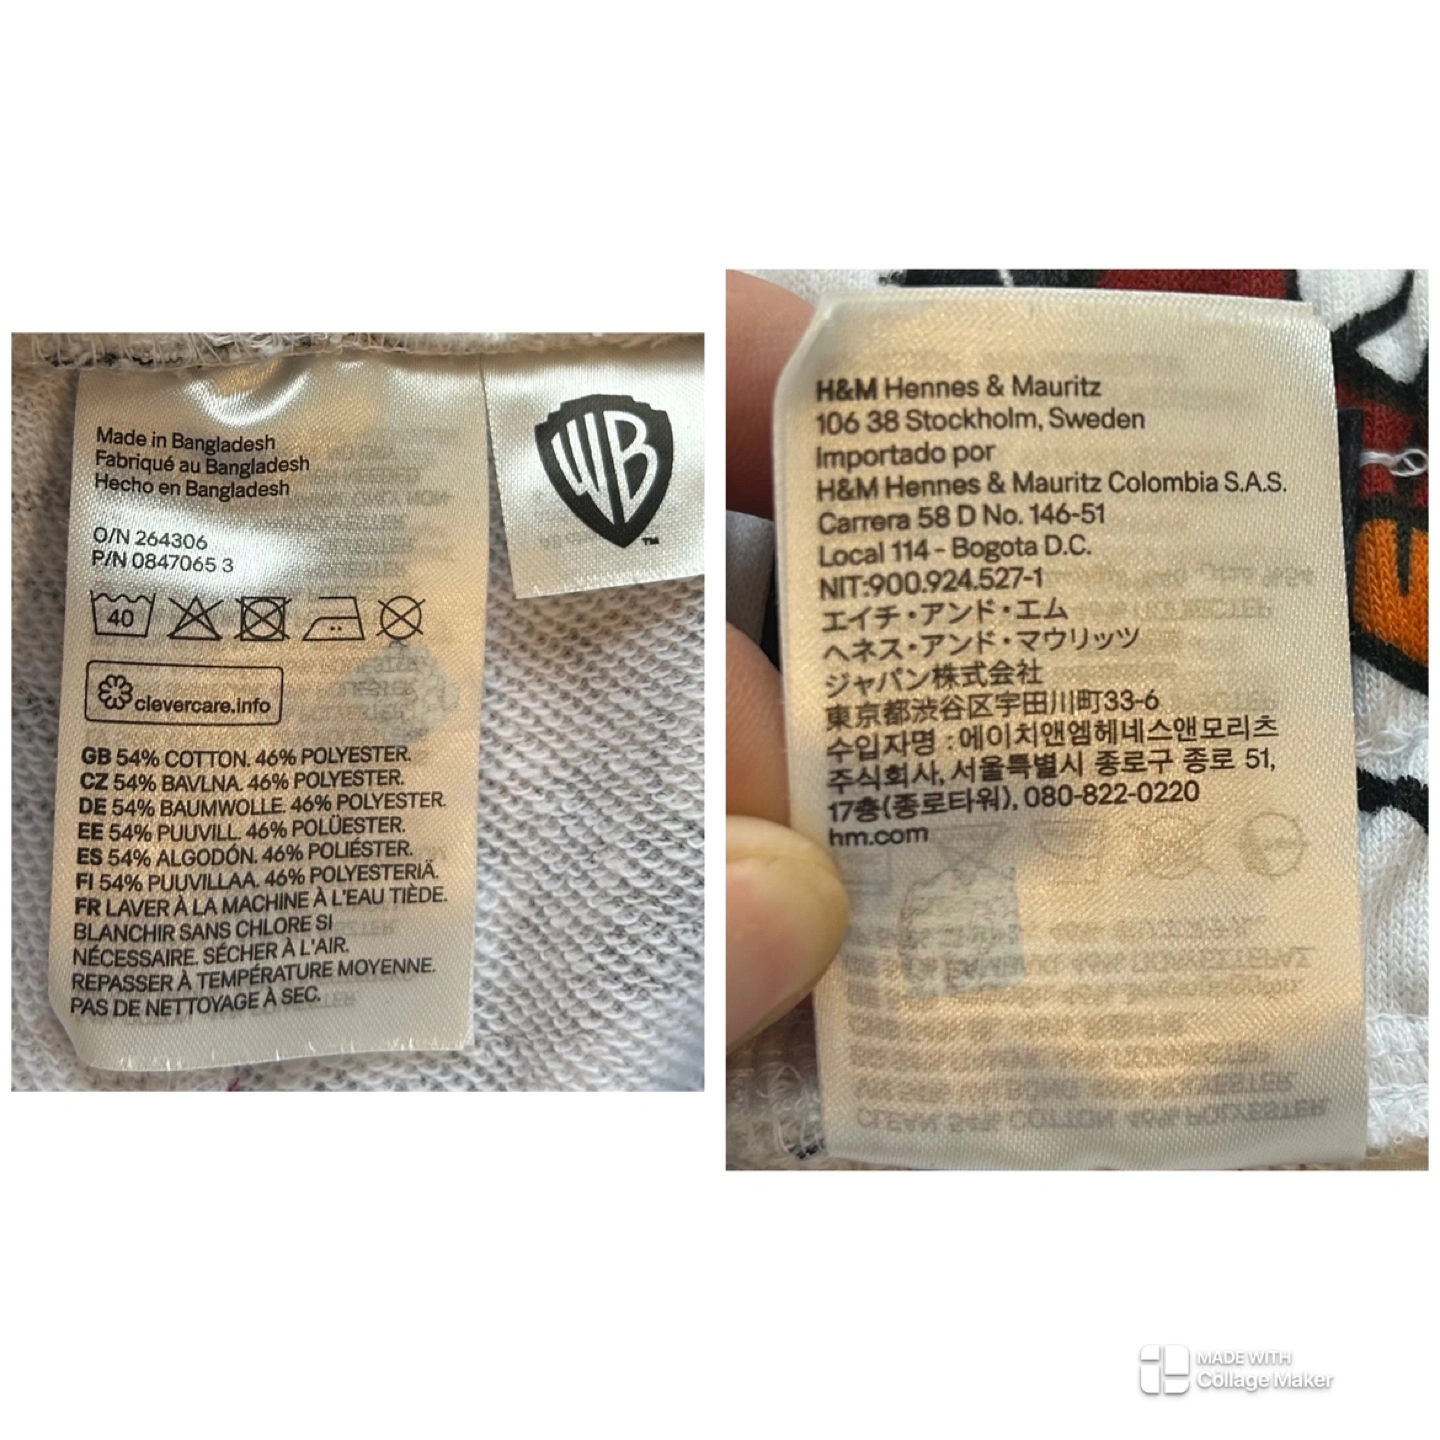 Made in Bangladesh
Fabriqué au Bangladesh
Hecho en Bangladesh
O/N 264306
P/N 0847065 3
40
clevercare.info
GB 54% COTTON. 46% POLYESTER.
CZ 54% BAVLNA. 46% POLYESTER.
DE 54% BAUMWOLLE. 46% POLYESTER.
EE 54% PUUVILL. 46% POLÜESTER.
ES 54% ALGODÓN. 46% POLIÉSTER.
FI 54% PUUVILLAA. 46% POLYESTERIÄ.
FR LAVER À LA MACHINE À L'EAU TIÈDE.
BLANCHIR SANS CHLORE SI
NÉCESSAIRE. SÉCHER À L'AIR.
REPASSER À TEMPÉRATURE MOYENNE.
PAS DE NETTOYAGE À SEC.
WB
TM
H&M Hennes & Mauritz
106 38 Stockholm, Sweden
Importado por
H&M Hennes & Mauritz Colombia S.A.S.
Carrera 58 D No. 146-51
Local 114 - Bogota D.C.
NIT:900.924.527-1
エイチ・アンド・エム
ヘネス・アンド・マウリッツ
ジャパン株式会社
東京都渋谷区宇田川町33-6
수입자명 : 에이치앤엠헤네스앤모리츠
주식회사, 서울특별시 종로구 종로 51,
17층(종로타워), 080-822-0220
hm.com
MADE WITH
Collage Maker